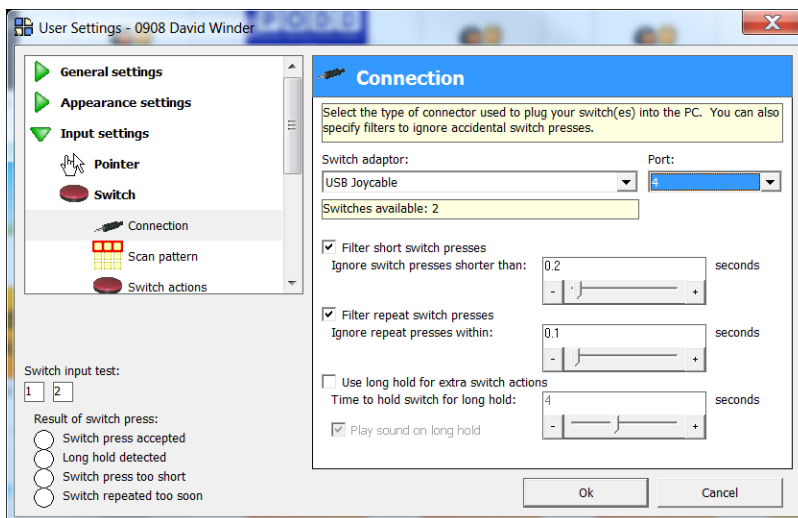 User Settings - 0908 David Winder
PODD
General settings
Appearance settings
Input settings
Pointer
Switch
Connection
Scan pattern
Switch actions
Switch input test:
1 2
Result of switch press:
Switch press accepted
Long hold detected
Switch press too short
Switch repeated too soon
Connection
Select the type of connector used to plug your switch(es) into the PC. You can also
specify filters to ignore accidental switch presses.
Switch adaptor: Port:
USB Joycable 4
Switches available: 2
Filter short switch presses
Ignore switch presses shorter than: 0.2 seconds
- +
Filter repeat switch presses
Ignore repeat presses within: 0.1 seconds
- +
Use long hold for extra switch actions
Time to hold switch for long hold: 4 seconds
Play sound on long hold - +
Ok Cancel